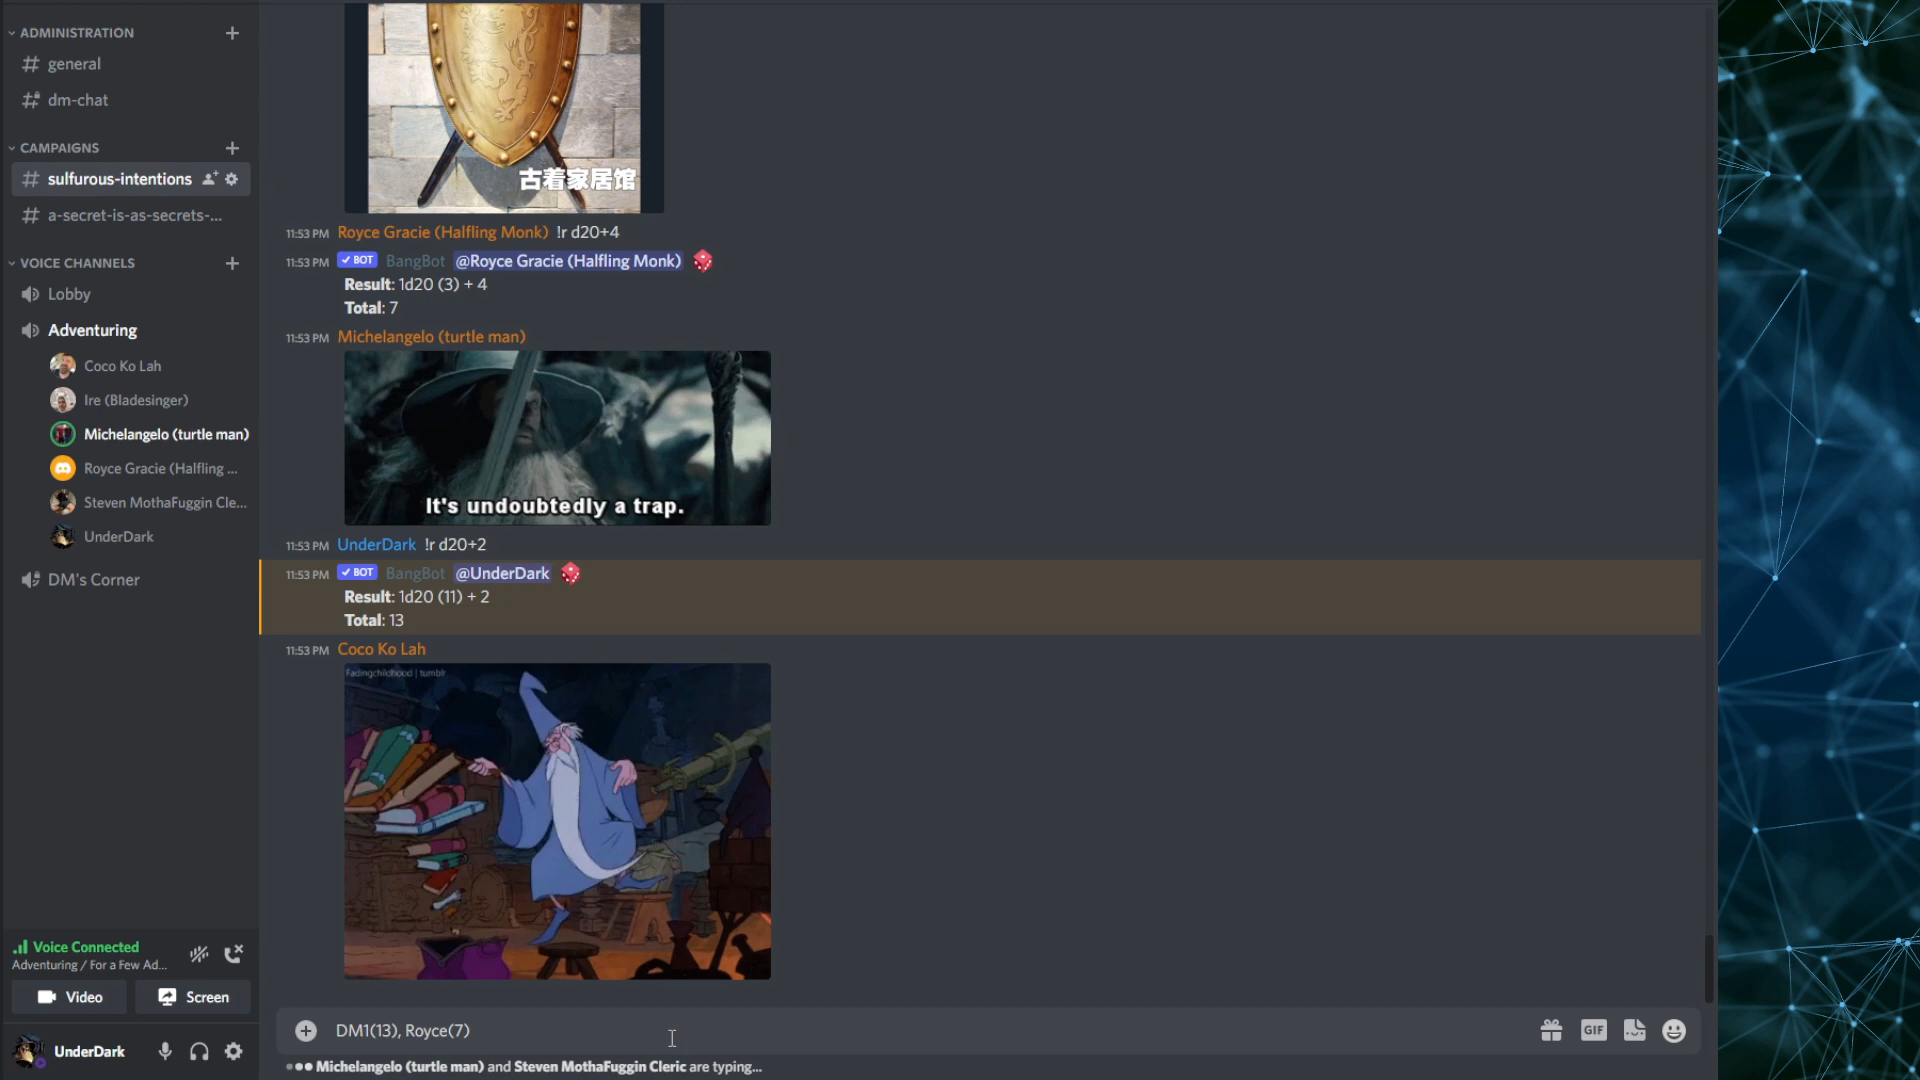 ADMINISTRATION
general
dm-chat
CAMPAIGNS
sulfurous-intentions
a-secret-is-as-secrets-...
VOICE CHANNELS
Lobby
Adventuring
Coco Ko Lah
Ire (Bladesinger)
Michelangelo (turtle man)
Royce Gracie (Halfling ...
Steven MothaFuggin Cle...
UnderDark
DM's Corner
Voice Connected
Adventuring / For a Few Ad...
Video
Screen
UnderDark
古着家居馆
11:53 PM Royce Gracie (Halfling Monk) !r d20+4
11:53 PM ✓ BOT BangBot @Royce Gracie (Halfling Monk)
Result: 1d20 (3) + 4
Total: 7
11:53 PM Michelangelo (turtle man)
It's undoubtedly a trap.
11:53 PM UnderDark !r d20+2
11:53 PM ✓ BOT BangBot @UnderDark
Result: 1d20 (11) + 2
Total: 13
11:53 PM Coco Ko Lah
Fadingchildhood | tumblr
DM1(13), Royce(7)
GIF
Michelangelo (turtle man) and Steven MothaFuggin Cleric are typing...